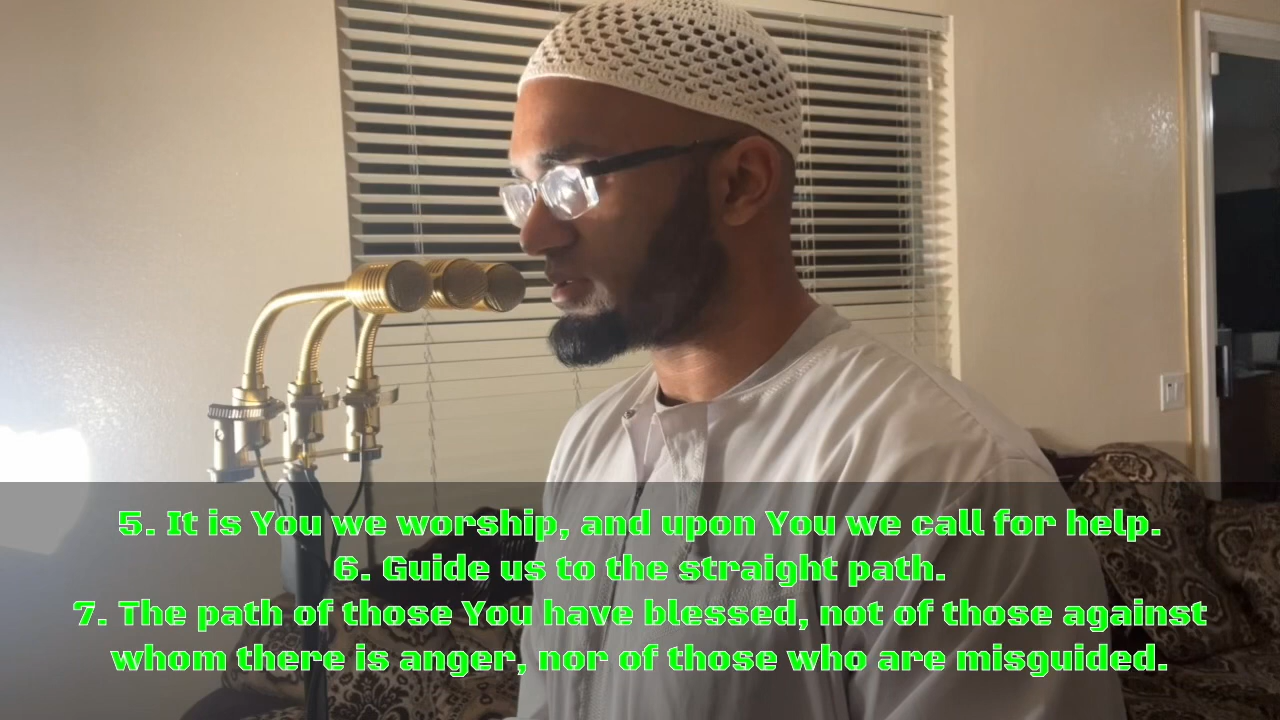 5. It is You we worship, and upon You we call for help.
6. Guide us to the straight path.
7. The path of those You have blessed, not of those against
whom there is anger, nor of those who are misguided.